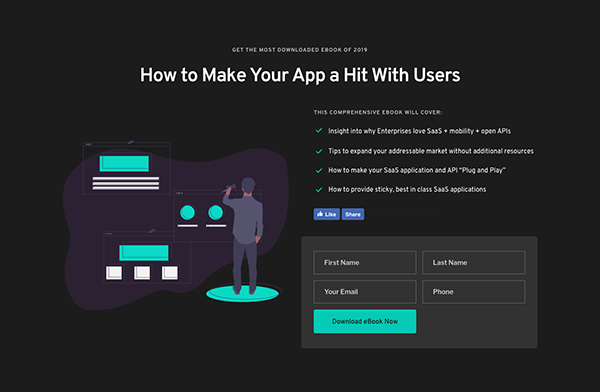 GET THE MOST DOWNLOADED EBOOK OF 2019
How to Make Your App a Hit With Users
THIS COMPREHENSIVE EBOOK WILL COVER:
Insight into why Enterprises love SaaS + mobility + open APIs
Tips to expand your addressable market without additional resources
How to make your SaaS application and API “Plug and Play”
How to provide sticky, best in class SaaS applications
Like Share
First Name Last Name
Your Email Phone
Download eBook Now